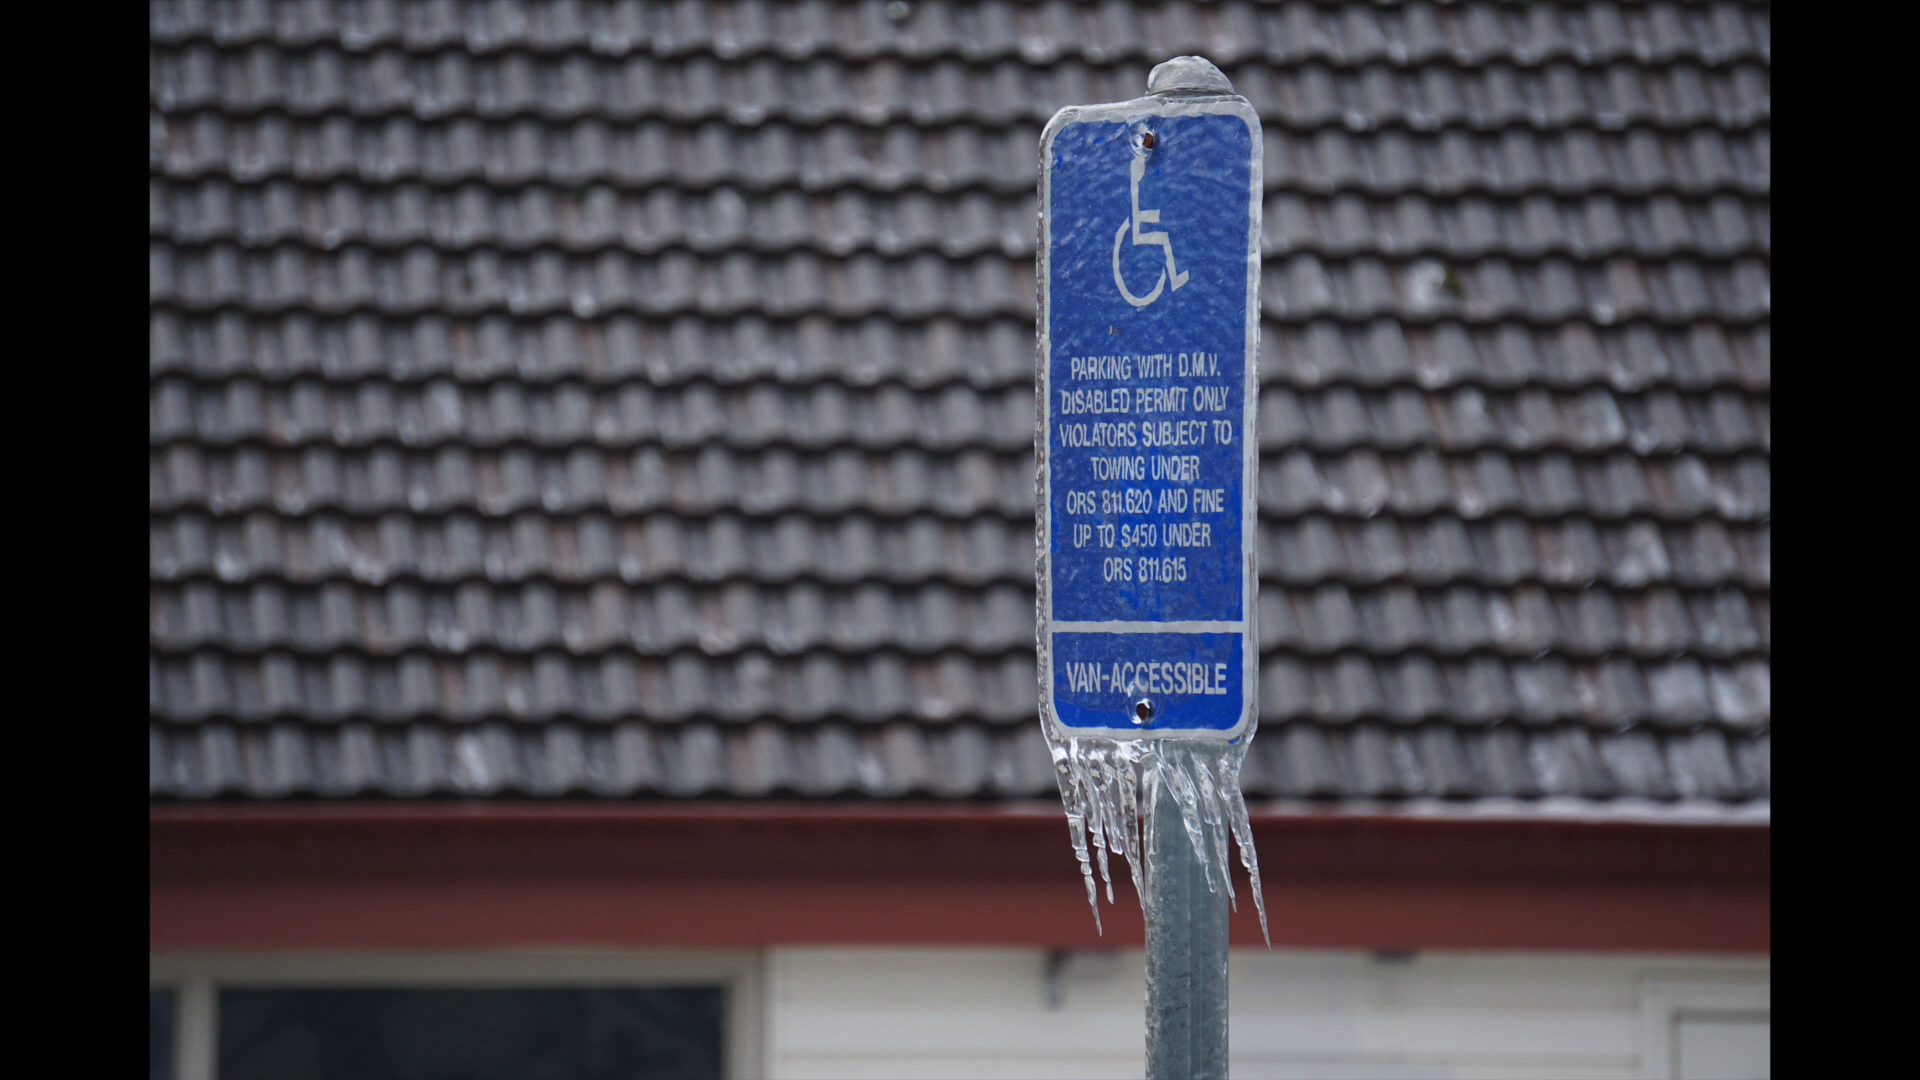 PARKING WITH D.M.V.
DISABLED PERMIT ONLY
VIOLATORS SUBJECT TO
TOWING UNDER
ORS 811.620 AND FINE
UP TO $450 UNDER
ORS 811.615
VAN-ACCESSIBLE